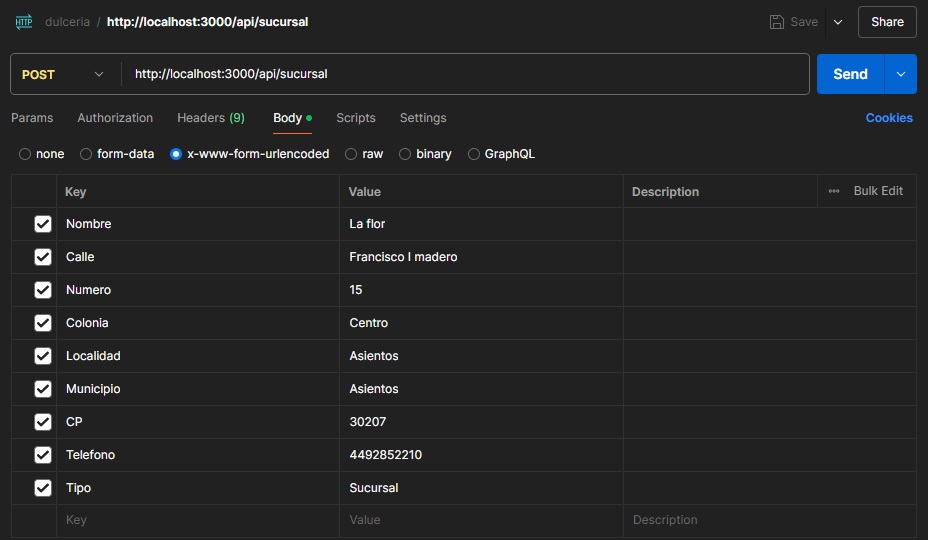 HTTP dulceria / http://localhost:3000/api/sucursal Save Share
POST http://localhost:3000/api/sucursal Send
Params Authorization Headers (9) Body Scripts Settings Cookies
none form-data x-www-form-urlencoded raw binary GraphQL
Key Value Description ••• Bulk Edit
Nombre La flor
Calle Francisco I madero
Numero 15
Colonia Centro
Localidad Asientos
Municipio Asientos
CP 30207
Telefono 4492852210
Tipo Sucursal
Key Value Description